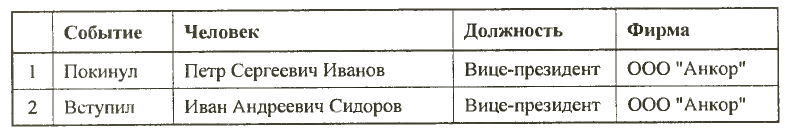 Событие Человек Должность Фирма
1 Покинул Петр Сергеевич Иванов Вице-президент ООО "Анкор"
2 Вступил Иван Андреевич Сидоров Вице-президент ООО "Анкор"